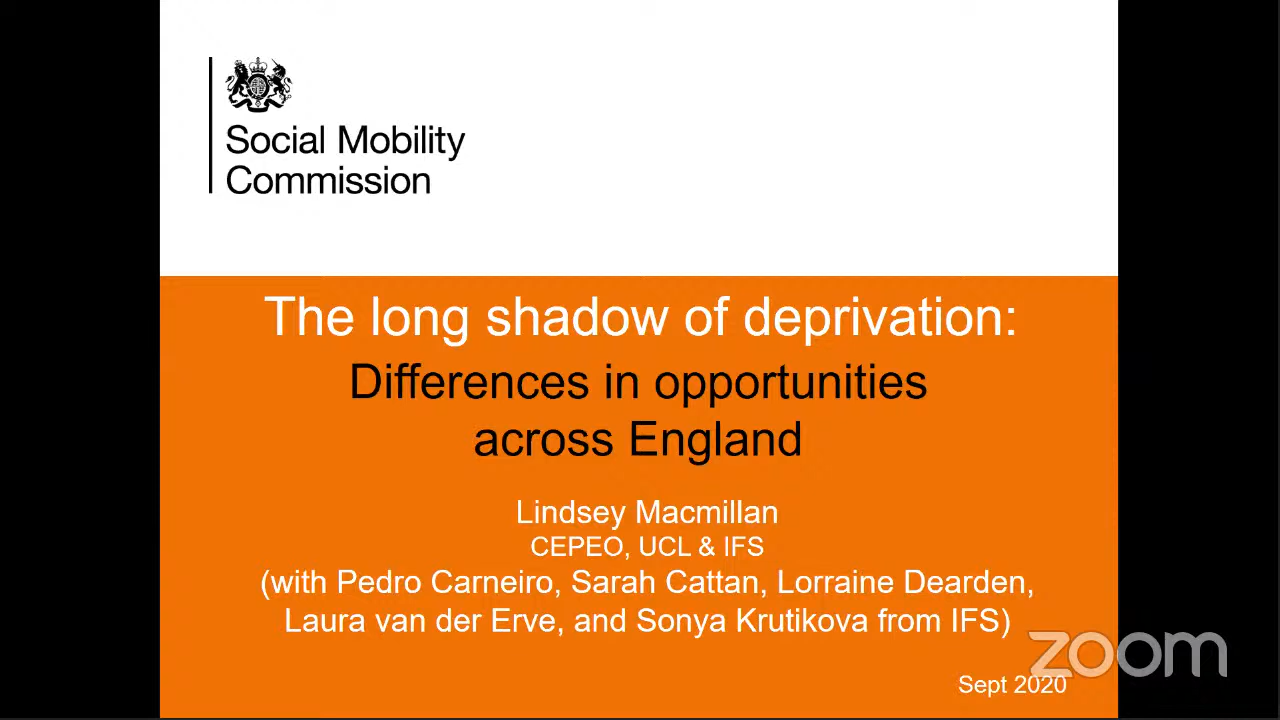 Social Mobility
Commission
The long shadow of deprivation:
Differences in opportunities
across England
Lindsey Macmillan
CEPEO, UCL & IFS
(with Pedro Carneiro, Sarah Cattan, Lorraine Dearden,
Laura van der Erve, and Sonya Krutikova from IFS)
zoom
Sept 2020